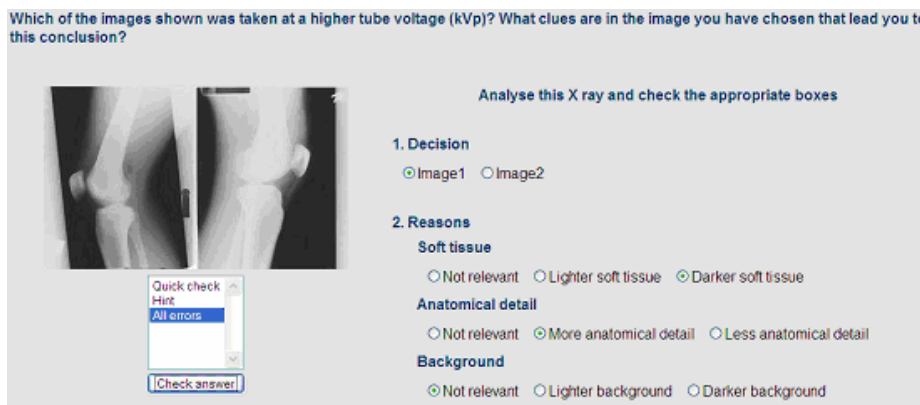 Which of the images shown was taken at a higher tube voltage (kVp)? What clues are in the image you have chosen that lead you
this conclusion?
Analyse this X ray and check the appropriate boxes
1. Decision
Image1 Image2
2. Reasons
Soft tissue
Not relevant Lighter soft tissue Darker soft tissue
Anatomical detail
Not relevant More anatomical detail Less anatomical detail
Background
Not relevant Lighter background Darker background
Quick check
Hint
All errors
Check answer